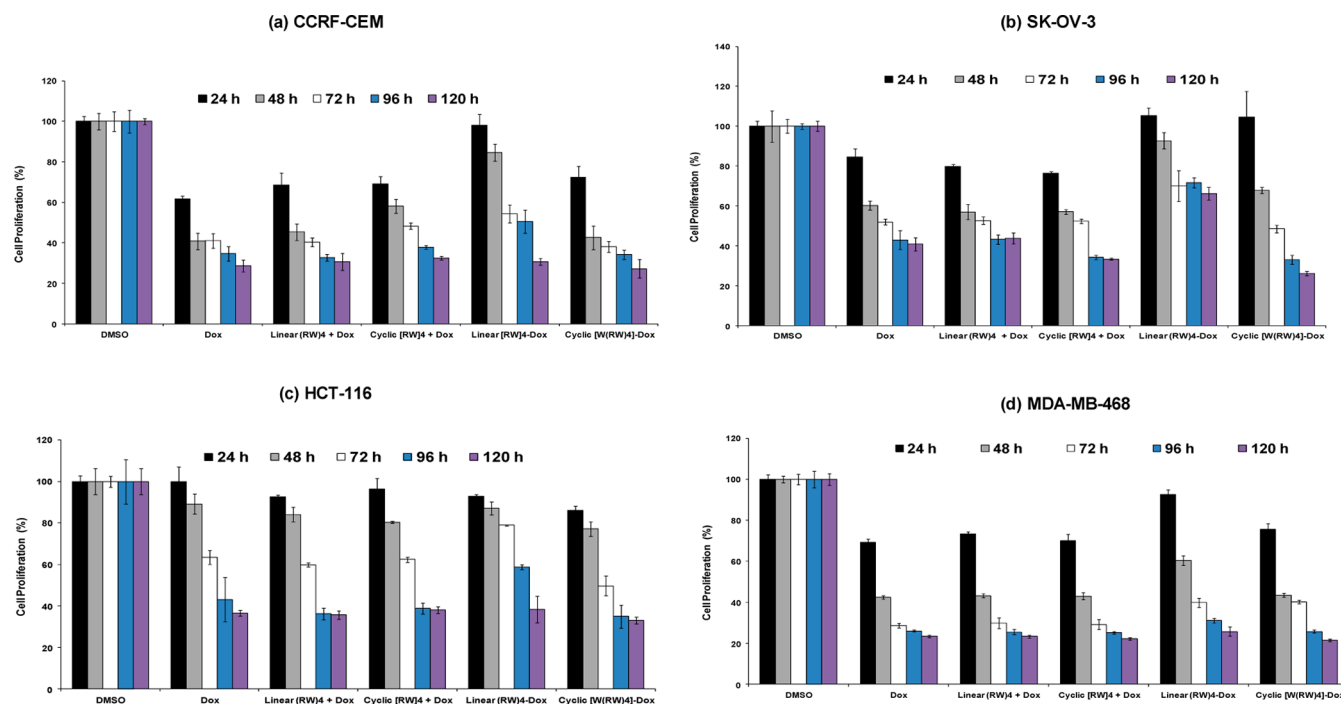 (a) CCRF-CEM
120
100
80
60
40
20
0
Cell Proliferation (%)
24 h 48 h 72 h 96 h 120 h
DMSO Dox Linear (RW)4 + Dox Cyclic [RW]4 + Dox Linear [RW]4-Dox Cyclic [W(RW)4]-Dox
(b) SK-OV-3
140
120
100
80
60
40
20
0
Cell Proliferation (%)
24 h 48 h 72 h 96 h 120 h
DMSO Dox Linear (RW)4 + Dox Cyclic [RW]4 + Dox Linear (RW)4-Dox Cyclic [W(RW)4]-Dox
(c) HCT-116
120
100
80
60
40
20
0
Cell Proliferation (%)
24 h 48 h 72 h 96 h 120 h
DMSO Dox Linear (RW)4 + Dox Cyclic [RW]4 + Dox Linear (RW)4-Dox Cyclic [W(RW)4]-Dox
(d) MDA-MB-468
120
100
80
60
40
20
0
Cell Proliferation (%)
24 h 48 h 72 h 96 h 120 h
DMSO Dox Linear (RW)4 + Dox Cyclic [RW]4 + Dox Linear (RW)4-Dox Cyclic [W(RW)4]-Dox